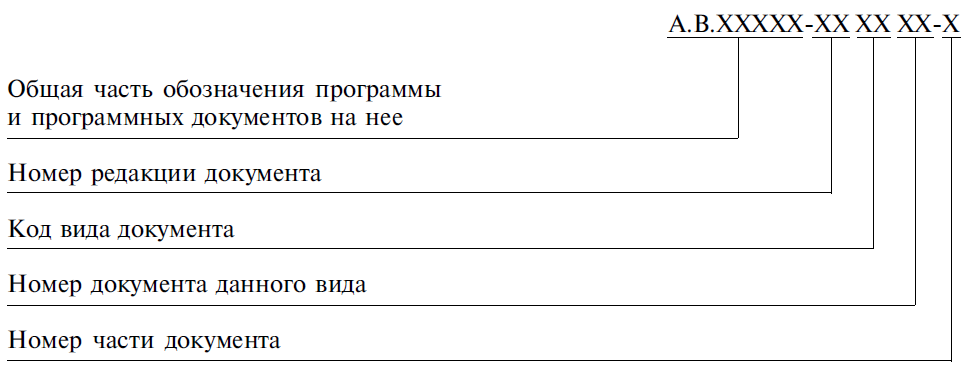 А.В.ХХХХХ-ХХ ХХ ХХ-Х
Общая часть обозначения программы
и программных документов на нее
Номер редакции документа
Код вида документа
Номер документа данного вида
Номер части документа